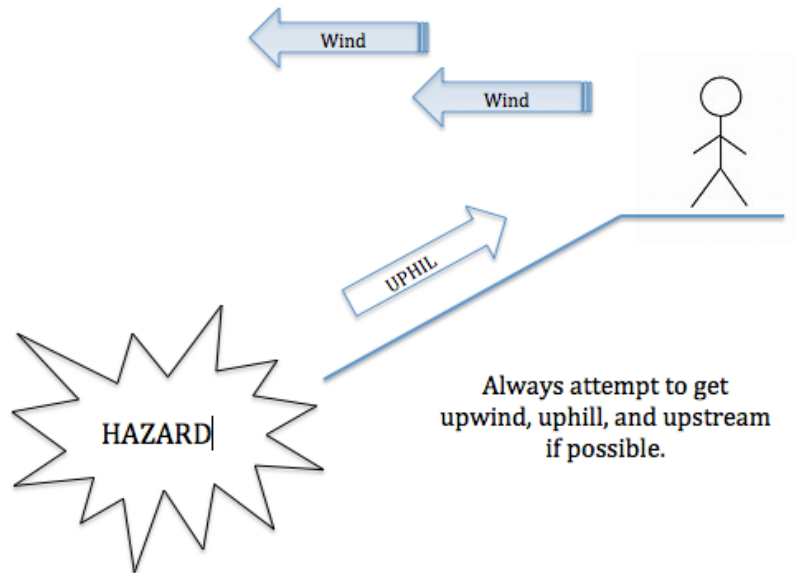 Wind
Wind
UPHIL
HAZARD
Always attempt to get
upwind, uphill, and upstream
if possible.